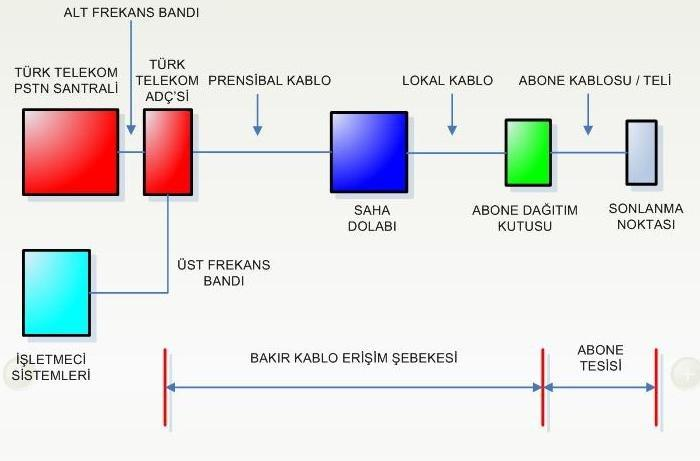 ALT FREKANS BANDI
TÜRK TELEKOM
PSTN SANTRALİ
TÜRK
TELEKOM
ADÇ'Sİ
PRENSİBAL KABLO
LOKAL KABLO
ABONE KABLOSU / TELİ
SAHA
DOLABI
ABONE DAĞITIM
KUTUSU
SONLANMA
NOKTASI
ÜST FREKANS
BANDI
İŞLETMECİ
SİSTEMLERİ
BAKIR KABLO ERİŞİM ŞEBEKESİ
ABONE
TESİSİ